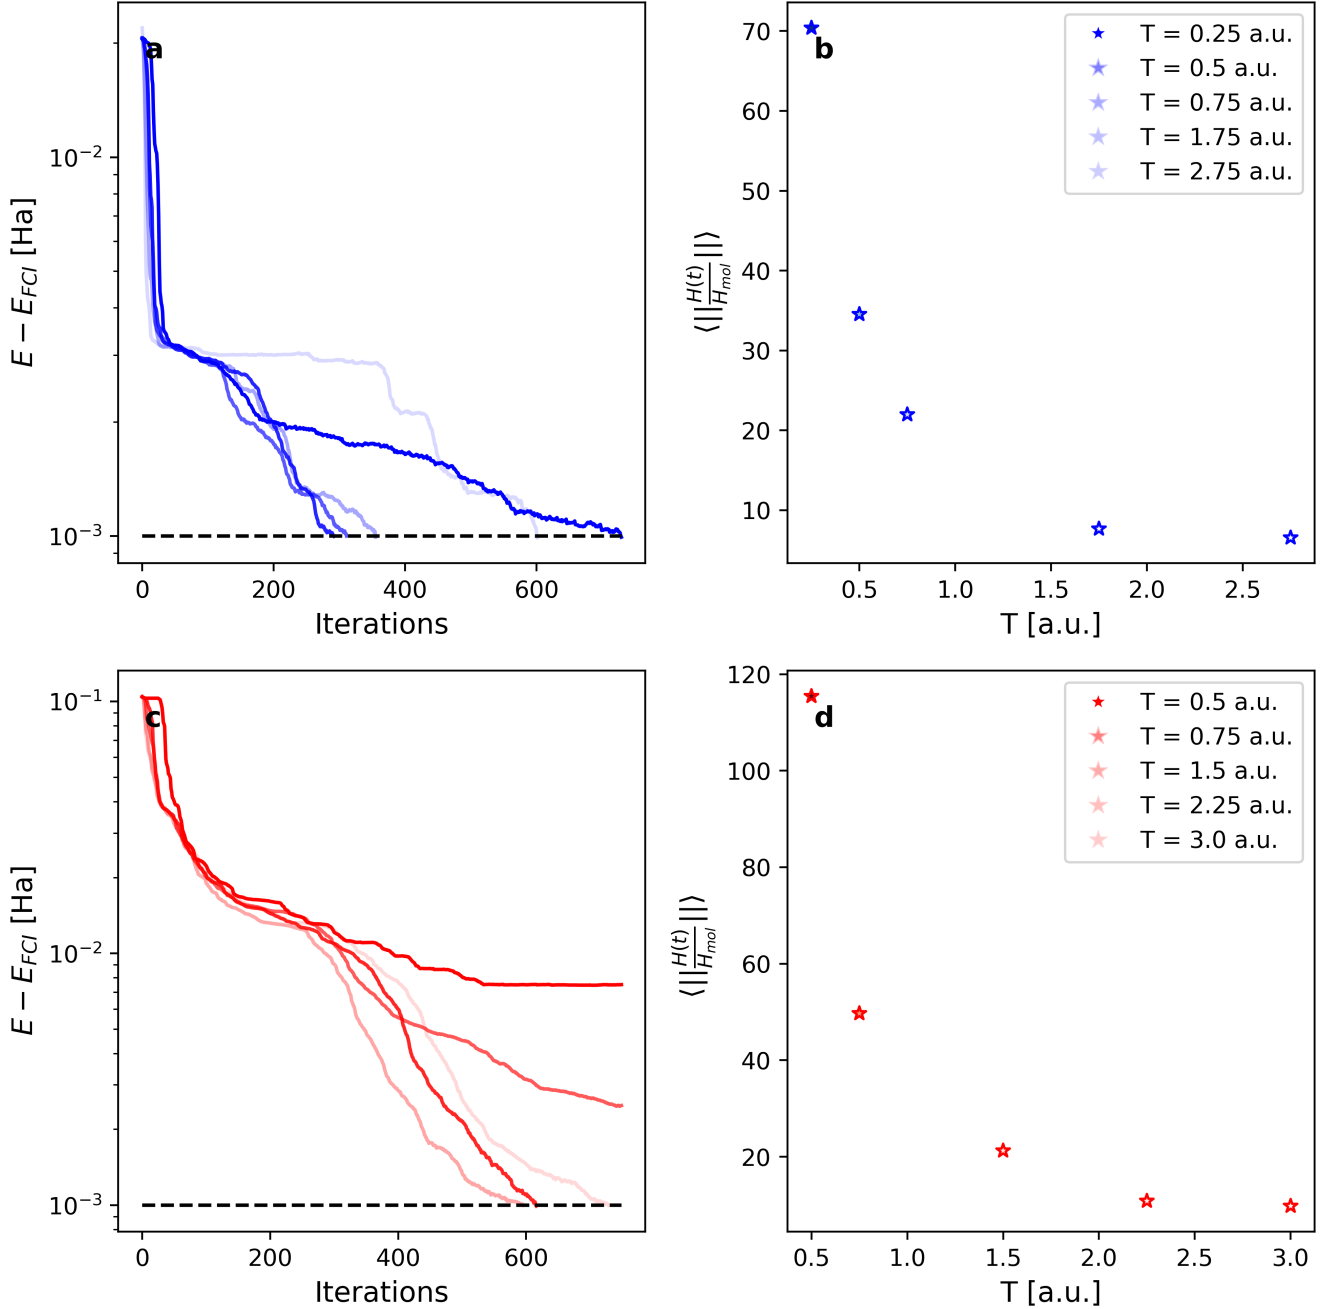 a
10⁻²
10⁻³
E − E_FCI [Ha]
0 200 400 600
Iterations
b
70
60
50
40
30
20
10
⟨||H(t)/H_mol||⟩
T = 0.25 a.u.
T = 0.5 a.u.
T = 0.75 a.u.
T = 1.75 a.u.
T = 2.75 a.u.
0.5 1.0 1.5 2.0 2.5
T [a.u.]
c
10⁻¹
10⁻²
10⁻³
E − E_FCI [Ha]
0 200 400 600
Iterations
d
120
100
80
60
40
20
⟨||H(t)/H_mol||⟩
T = 0.5 a.u.
T = 0.75 a.u.
T = 1.5 a.u.
T = 2.25 a.u.
T = 3.0 a.u.
0.5 1.0 1.5 2.0 2.5 3.0
T [a.u.]